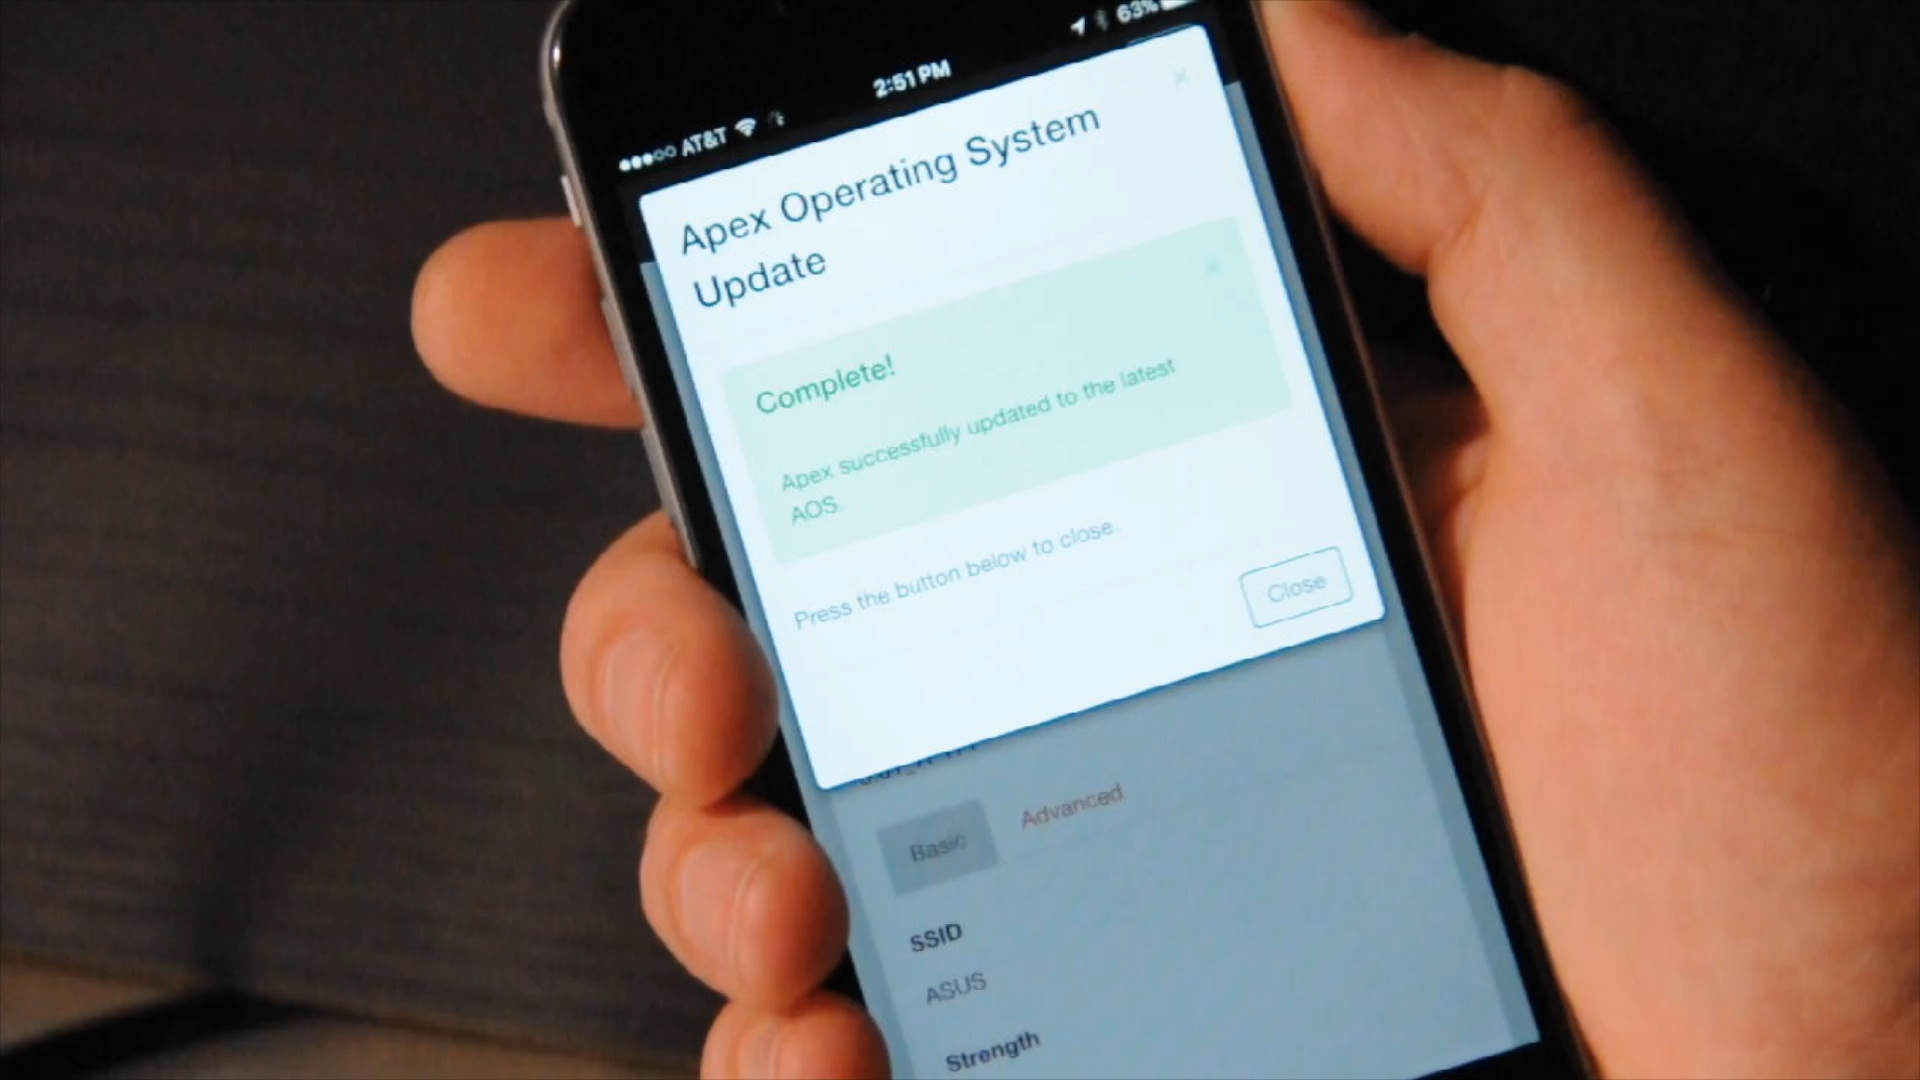 AT&T
2:51 PM
63%
Apex Operating System
Update
Complete!
Apex successfully updated to the latest
AOS.
Press the button below to close.
Close
Basic
Advanced
SSID
ASUS
Strength